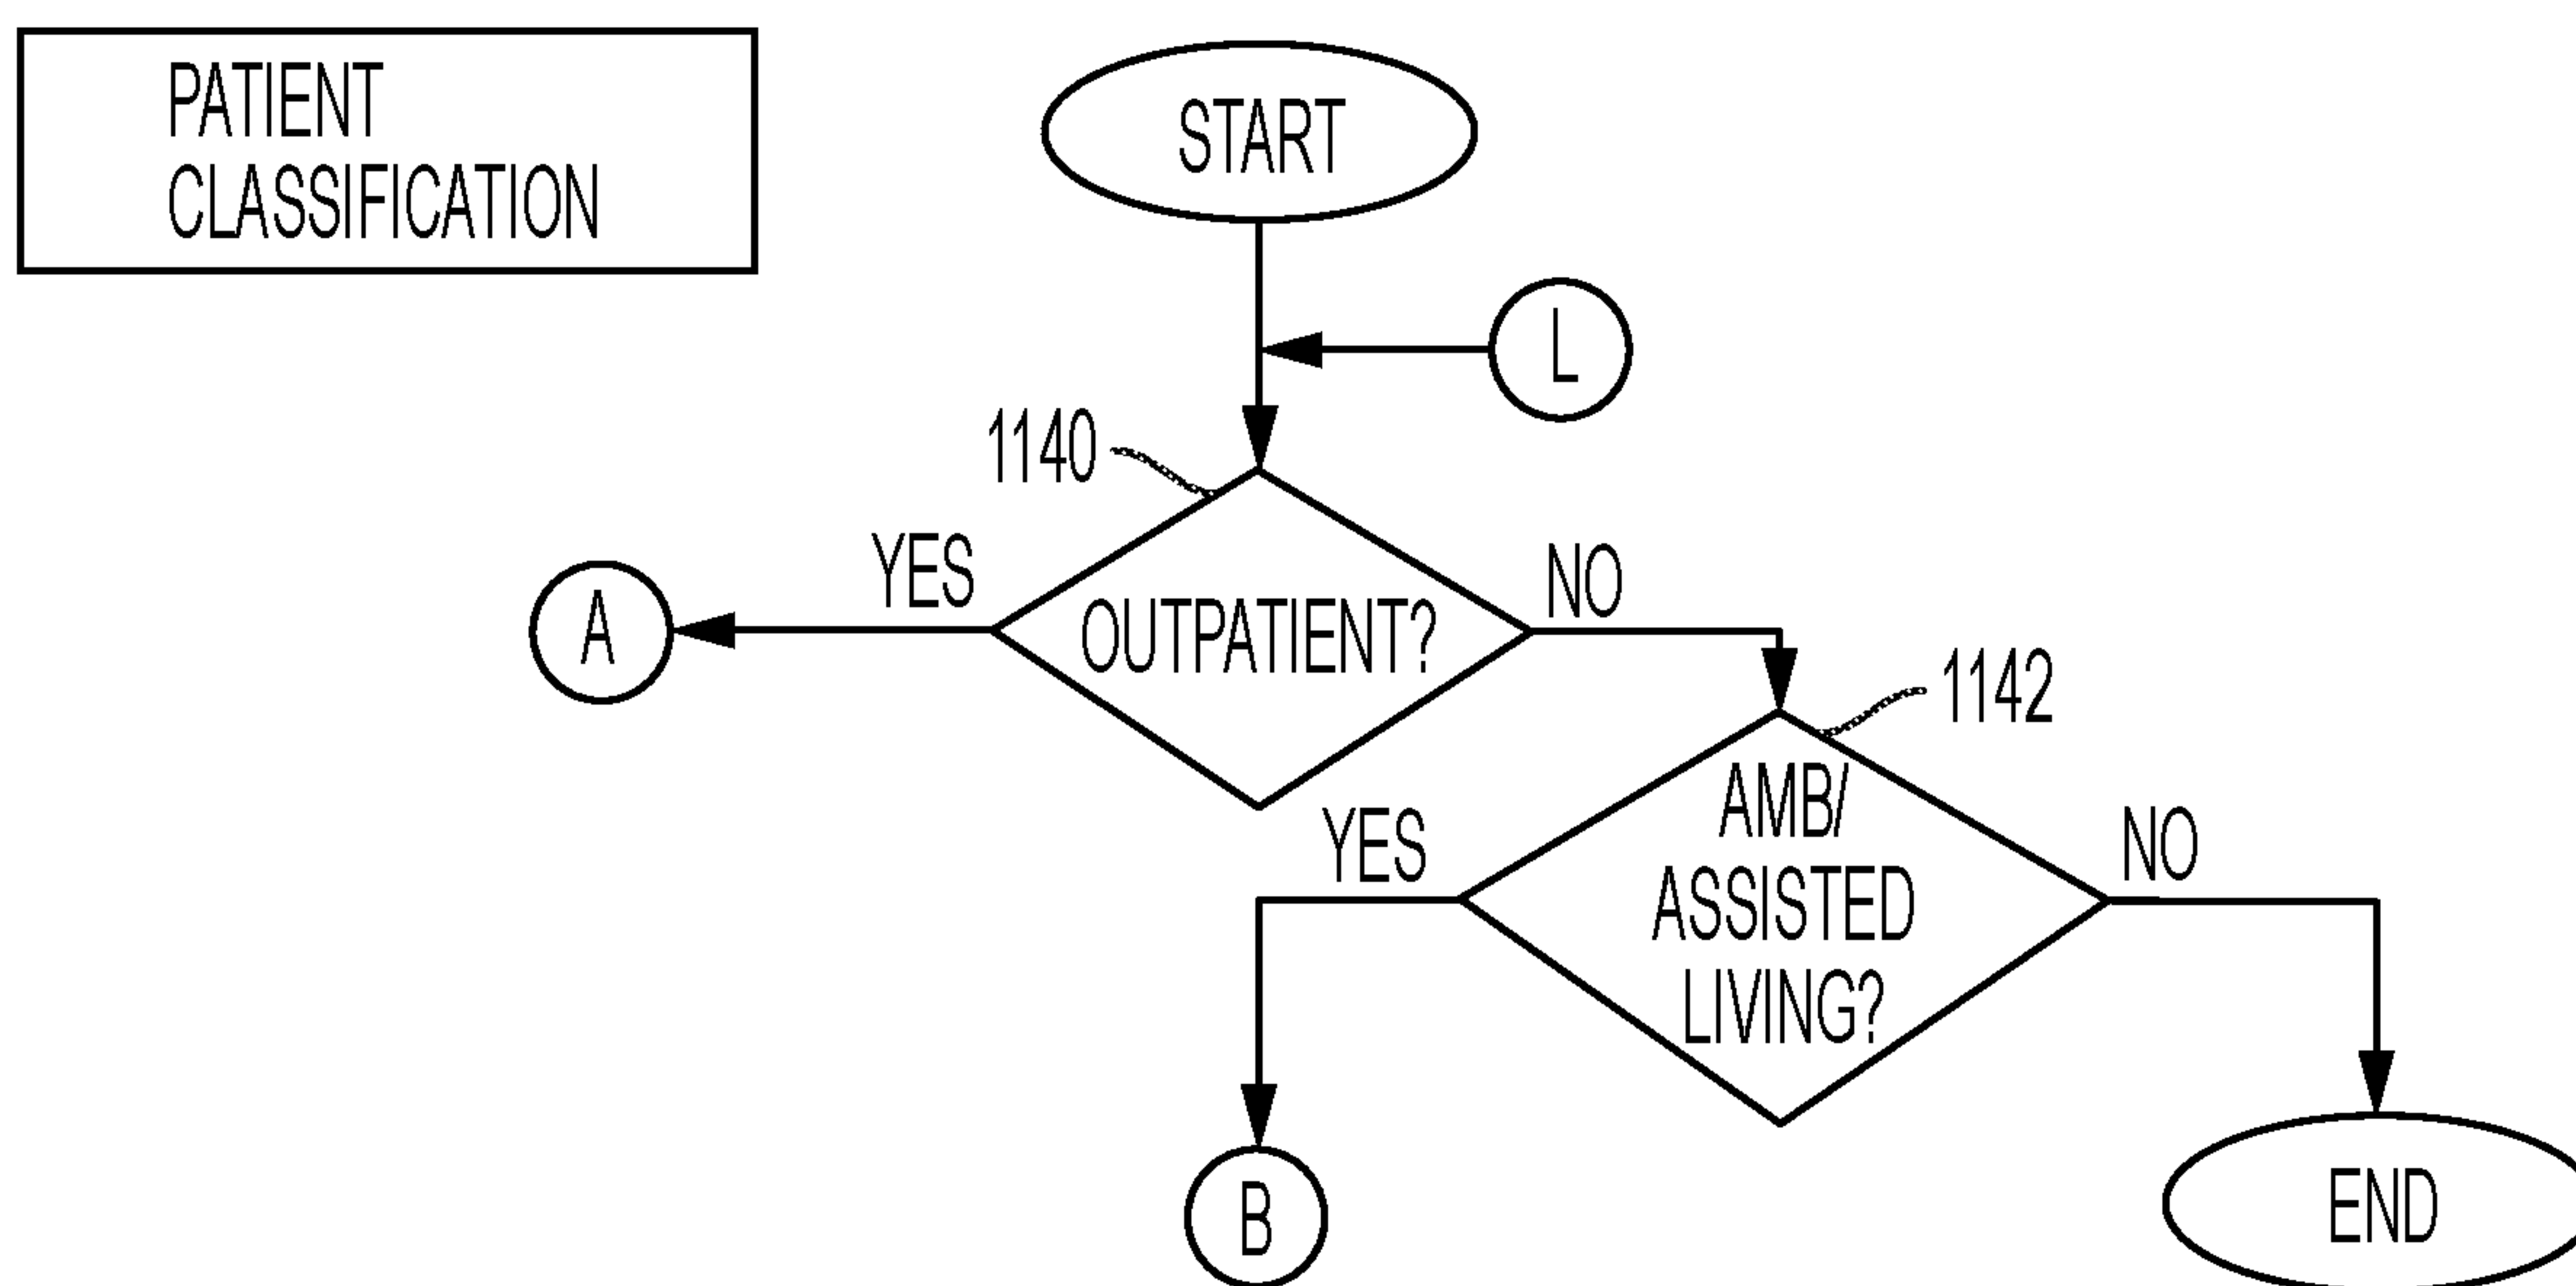 PATIENT
CLASSIFICATION
START
L
1140
YES
A
OUTPATIENT?
NO
1142
AMB/
ASSISTED
LIVING?
YES
NO
B
END